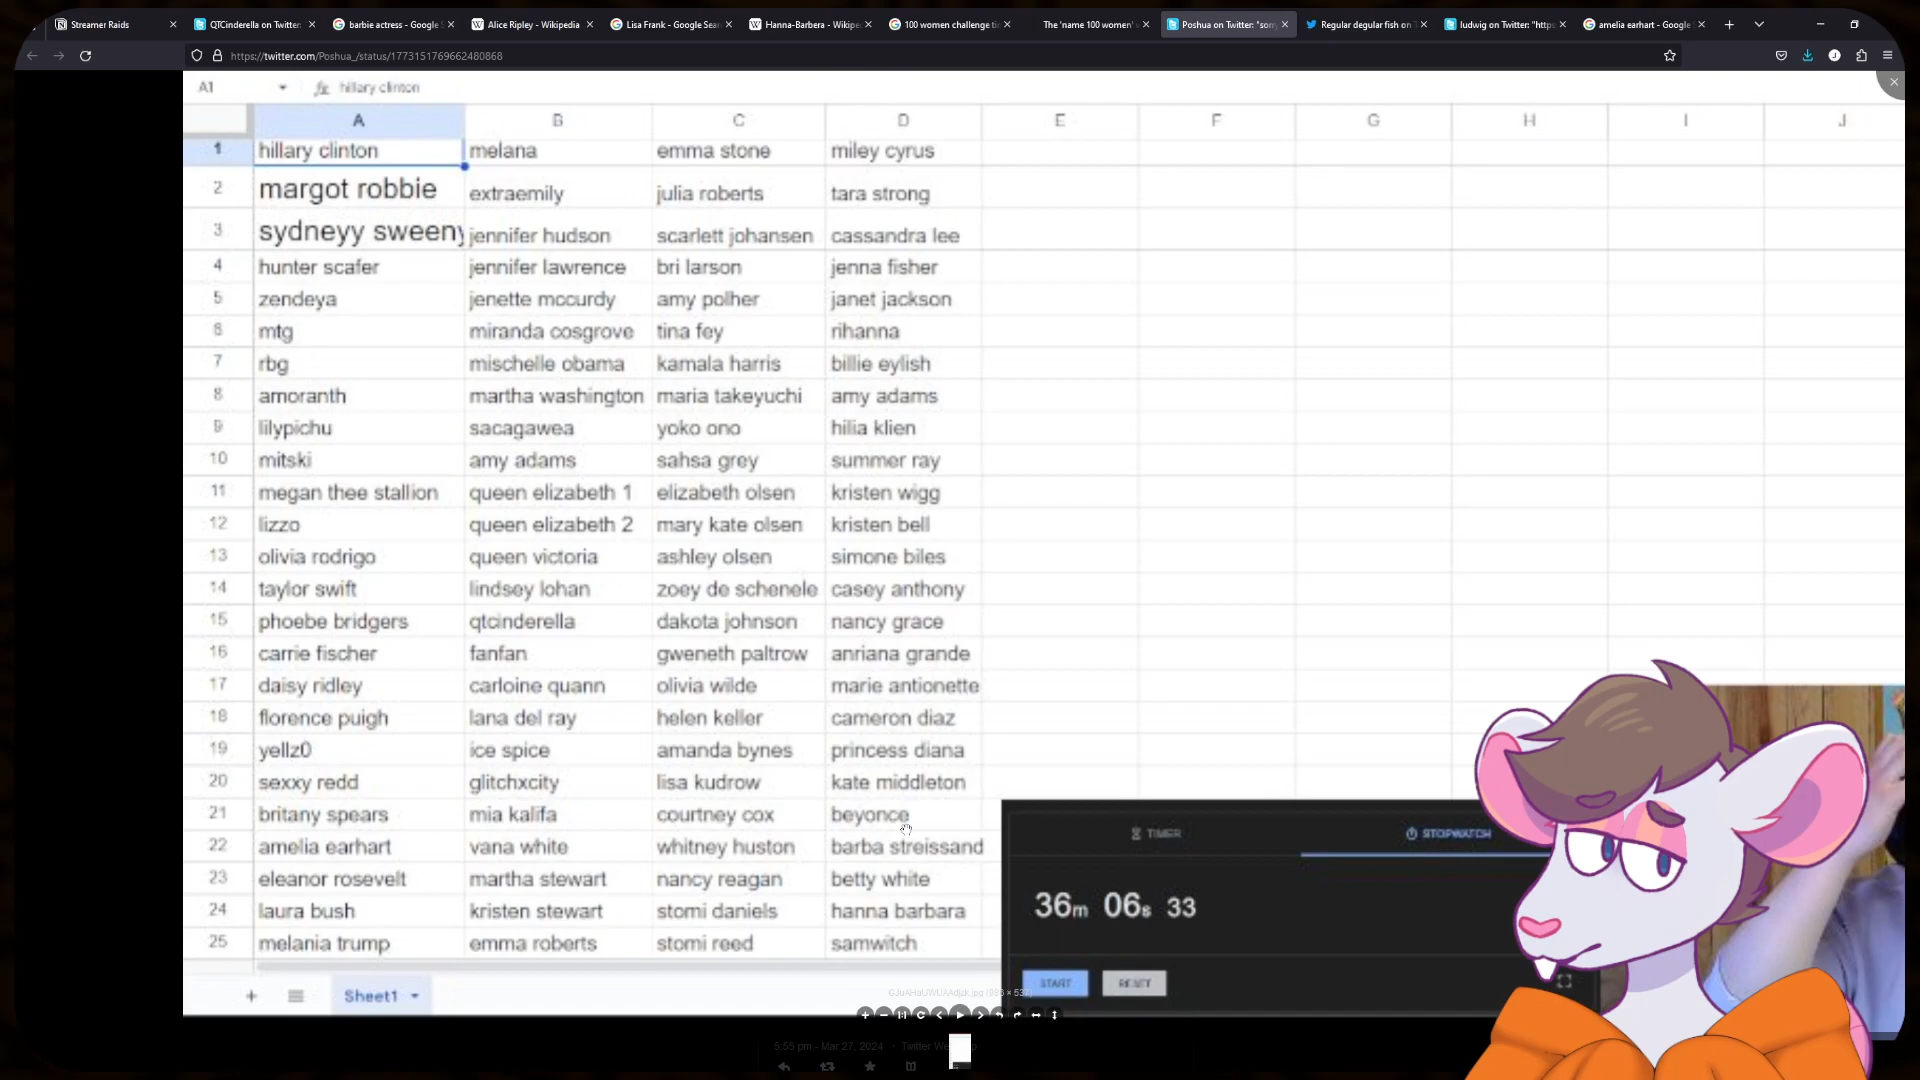 Streamer Raids QTCinderella on Twitter: barbie actress - Google S Alice Ripley - Wikipedia Lisa Frank - Google Sear Hanna-Barbera - Wikipe 100 women challenge ti The 'name 100 women' Poshua on Twitter: "sorr Regular degular fish on T ludwig on Twitter: "https amelia earhart - Google
https://twitter.com/Poshua_/status/1773151769662480868
A1 fx hillary clinton
A B C D E F G H I J
1 hillary clinton melana emma stone miley cyrus
2 margot robbie extraemily julia roberts tara strong
3 sydneyy sweeny jennifer hudson scarlett johansen cassandra lee
4 hunter scafer jennifer lawrence bri larson jenna fisher
5 zendeya jenette mccurdy amy polher janet jackson
6 mtg miranda cosgrove tina fey rihanna
7 rbg mischelle obama kamala harris billie eylish
8 amoranth martha washington maria takeyuchi amy adams
9 lilypichu sacagawea yoko ono hilia klien
10 mitski amy adams sahsa grey summer ray
11 megan thee stallion queen elizabeth 1 elizabeth olsen kristen wigg
12 lizzo queen elizabeth 2 mary kate olsen kristen bell
13 olivia rodrigo queen victoria ashley olsen simone biles
14 taylor swift lindsey lohan zoey de schenele casey anthony
15 phoebe bridgers qtcinderella dakota johnson nancy grace
16 carrie fischer fanfan gweneth paltrow anriana grande
17 daisy ridley carloine quann olivia wilde marie antionette
18 florence puigh lana del ray helen keller cameron diaz
19 yellz0 ice spice amanda bynes princess diana
20 sexxy redd glitchxcity lisa kudrow kate middleton
21 britany spears mia kalifa courtney cox beyonce
22 amelia earhart vana white whitney huston barba streissand
23 eleanor rosevelt martha stewart nancy reagan betty white
24 laura bush kristen stewart stomi daniels hanna barbara
25 melania trump emma roberts stomi reed samwitch
TIMER STOPWATCH
36m 06s 33
START RESET
Sheet1
1:1
5:55 pm - Mar 27, 2024 · Twitter We